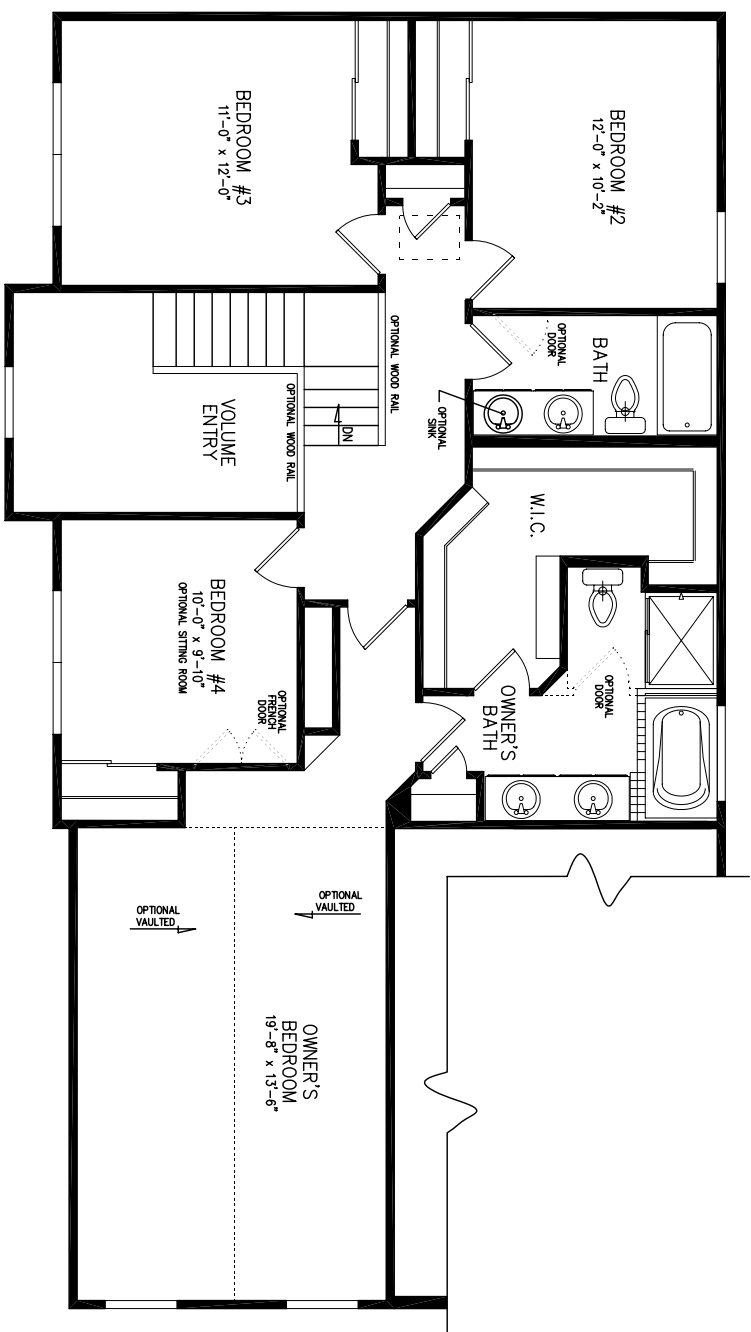 BEDROOM #3
11'-0" x 12'-0"
BEDROOM #2
12'-0" x 10'-2"
OPTIONAL WOOD RAIL
OPTIONAL
DOOR
BATH
OPTIONAL
SINK
DN
OPTIONAL WOOD RAIL
VOLUME
ENTRY
W.I.C.
BEDROOM #4
10'-0" x 9'-10"
OPTIONAL SITTING ROOM
OPTIONAL
FRENCH
DOOR
OWNER'S
BATH
OPTIONAL
DOOR
OPTIONAL
VAULTED
OPTIONAL
VAULTED
OWNER'S
BEDROOM
19'-8" x 13'-6"